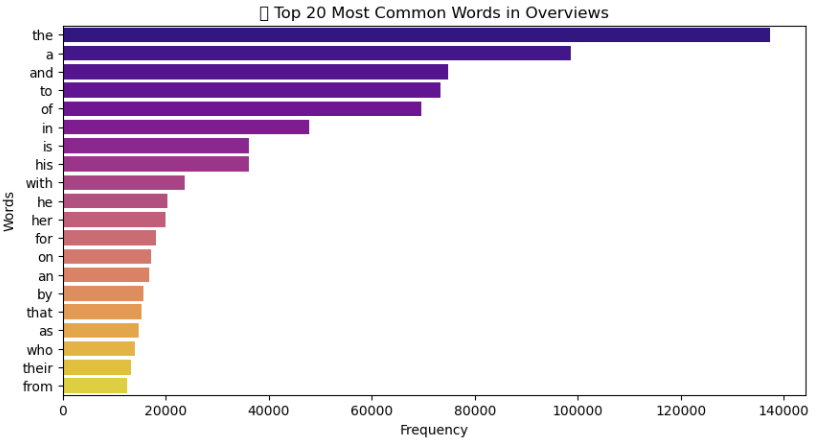 Top 20 Most Common Words in Overviews
the
a
and
to
of
in
is
his
with
he
her
for
on
an
by
that
as
who
their
from
Words
0 20000 40000 60000 80000 100000 120000 140000
Frequency